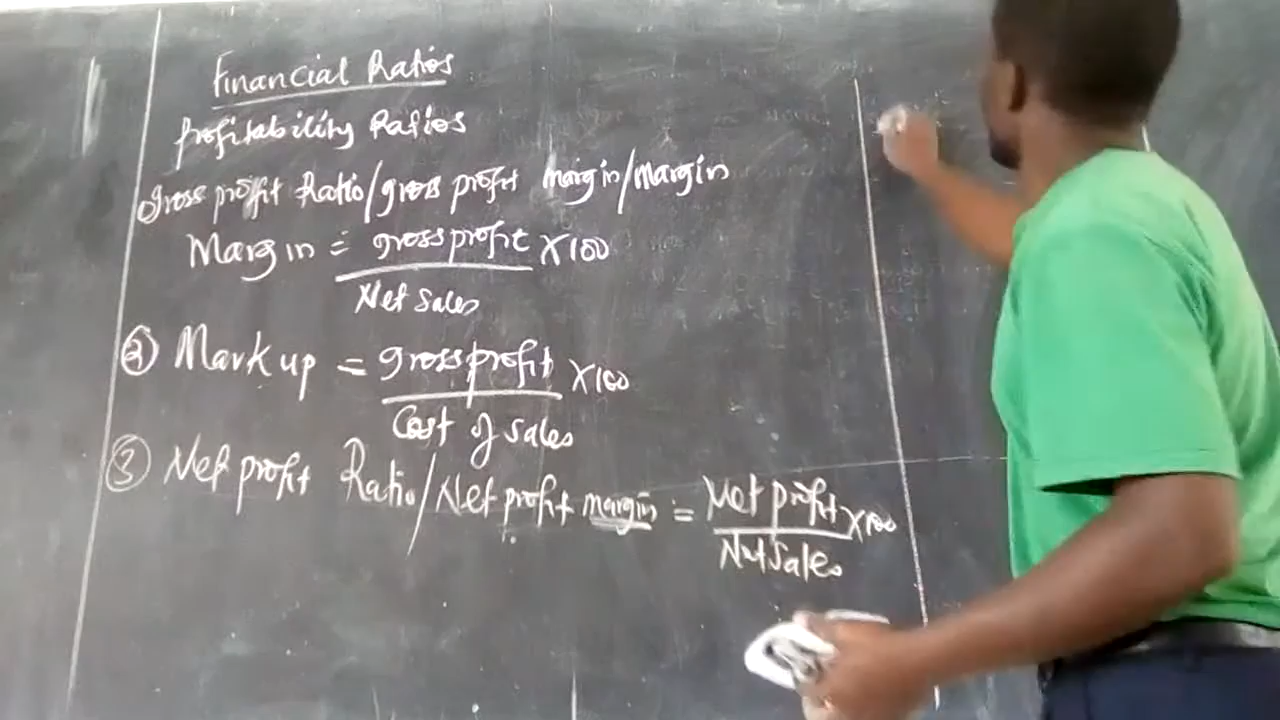 Financial Ratios
Profitability Ratios
Gross profit Ratio/gross profit margin/margin
Margin = gross profit X100
Net Sales
② Mark up = gross profit X100
Cost of sales
③ Net profit Ratio/Net profit margin = Net profit X100
Net Sales